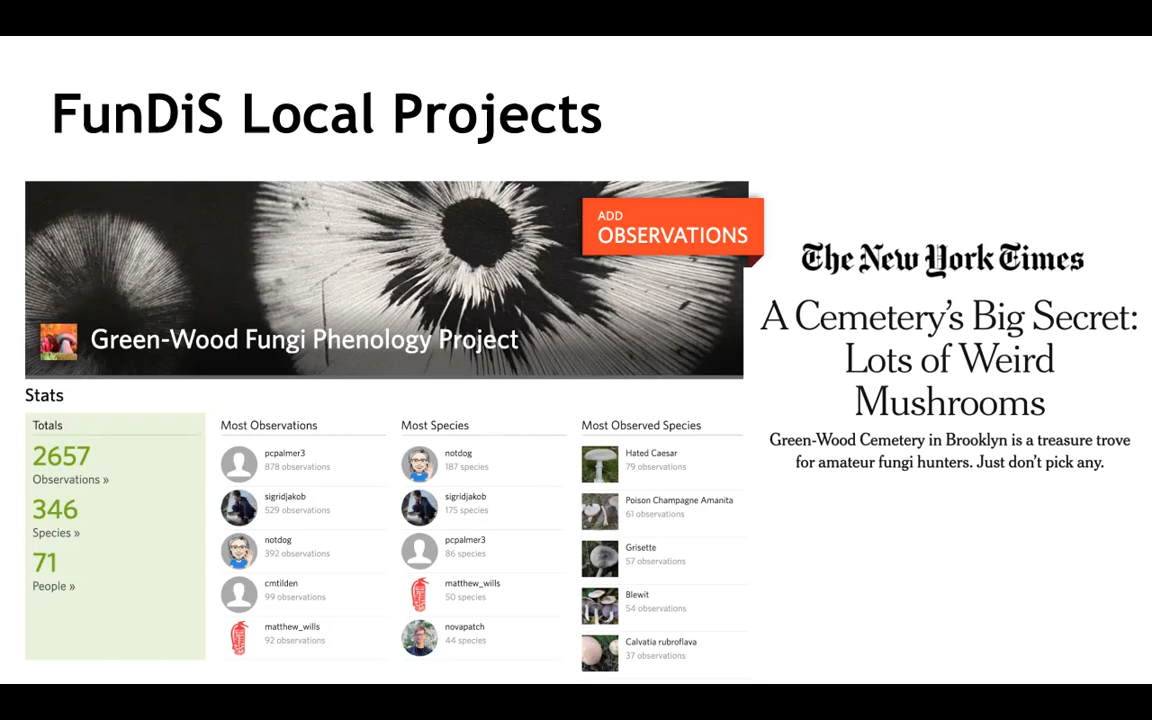 FunDiS Local Projects
ADD
OBSERVATIONS
Green-Wood Fungi Phenology Project
The New York Times
A Cemetery's Big Secret:
Lots of Weird
Mushrooms
Green-Wood Cemetery in Brooklyn is a treasure trove
for amateur fungi hunters. Just don't pick any.
Stats
Totals
2657
Observations »
346
Species »
71
People »
Most Observations
pcpalmer3
878 observations
sigridjakob
529 observations
notdog
392 observations
cmtilden
99 observations
matthew_wills
92 observations
Most Species
notdog
187 species
sigridjakob
175 species
pcpalmer3
86 species
matthew_wills
50 species
novapatch
44 species
Most Observed Species
Hated Caesar
79 observations
Poison Champagne Amanita
61 observations
Grisette
57 observations
Blewit
54 observations
Calvatia rubroflava
37 observations